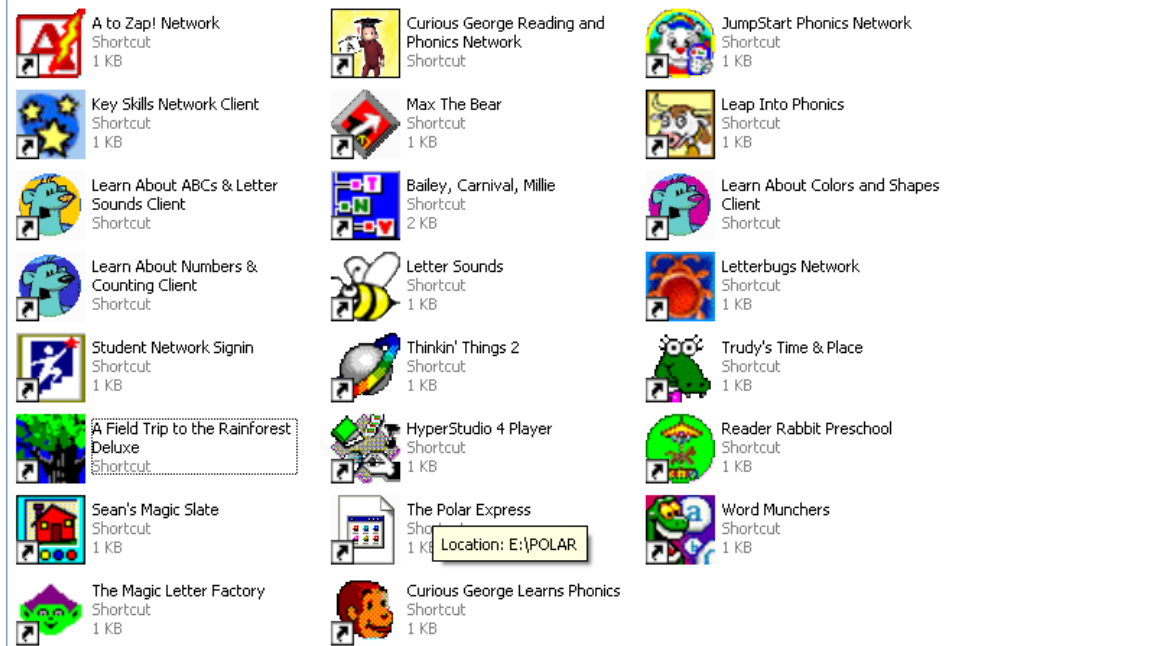 A to Zap! Network
Shortcut
1 KB
Curious George Reading and
Phonics Network
Shortcut
JumpStart Phonics Network
Shortcut
1 KB
Key Skills Network Client
Shortcut
1 KB
Max The Bear
Shortcut
1 KB
Leap Into Phonics
Shortcut
1 KB
Learn About ABCs & Letter
Sounds Client
Shortcut
Bailey, Carnival, Millie
Shortcut
2 KB
Learn About Colors and Shapes
Client
Shortcut
Learn About Numbers &
Counting Client
Shortcut
Letter Sounds
Shortcut
1 KB
Letterbugs Network
Shortcut
1 KB
Student Network Signin
Shortcut
1 KB
Thinkin' Things 2
Shortcut
1 KB
Trudy's Time & Place
Shortcut
1 KB
A Field Trip to the Rainforest
Deluxe
Shortcut
HyperStudio 4 Player
Shortcut
1 KB
Reader Rabbit Preschool
Shortcut
1 KB
Sean's Magic Slate
Shortcut
1 KB
The Polar Express
1 KB
Location: E:\POLAR
Word Munchers
Shortcut
1 KB
The Magic Letter Factory
Shortcut
1 KB
Curious George Learns Phonics
Shortcut
1 KB